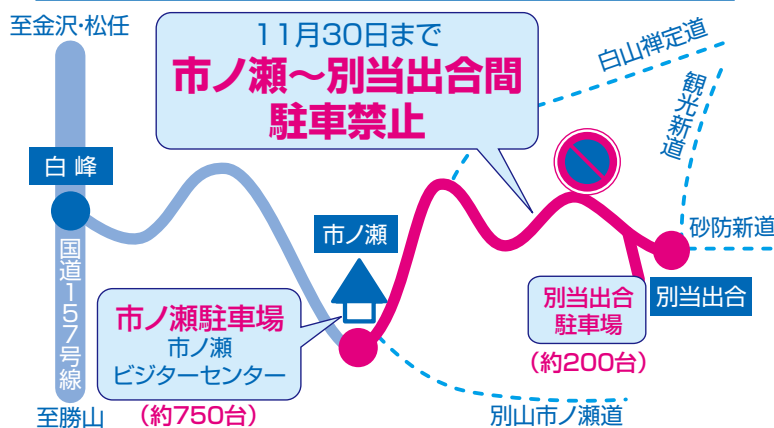 至金沢・松任
11月30日まで
市ノ瀬～別当出合間
駐車禁止
白山禅定道
観光新道
白峰
国道157号線
市ノ瀬
砂防新道
別当出合
市ノ瀬駐車場
市ノ瀬
ビジターセンター
(約750台)
別当出合
駐車場
(約200台)
至勝山
別山市ノ瀬道